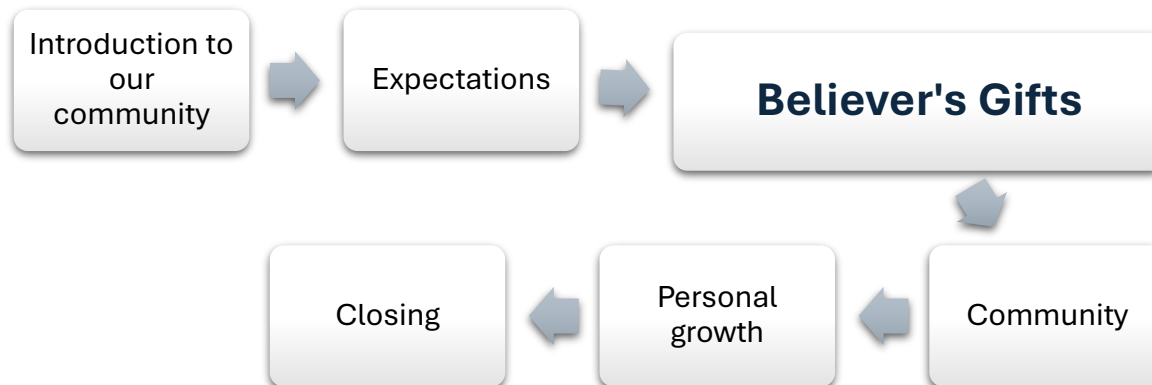 Introduction to
our
community
Expectations
Believer's Gifts
Community
Personal
growth
Closing